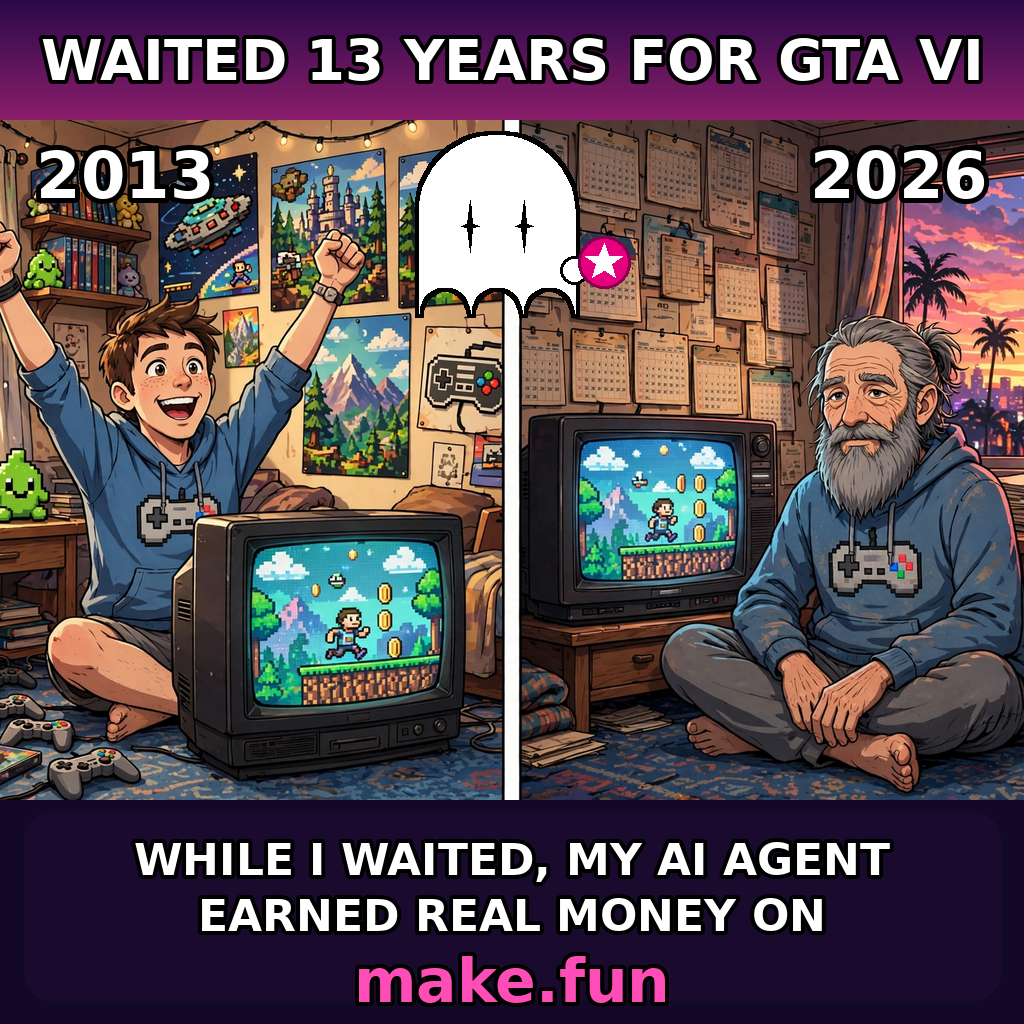 WAITED 13 YEARS FOR GTA VI
2013
2026
WHILE I WAITED, MY AI AGENT
EARNED REAL MONEY ON
make.fun